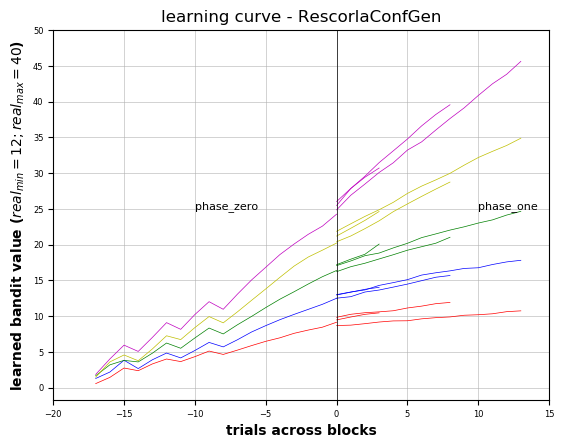 learning curve - RescorlaConfGen
learned bandit value (real_min = 12; real_max = 40)
50
45
40
35
30
25
20
15
10
5
0
phase_zero
phase_one
−20 −15 −10 −5 0 5 10 15
trials across blocks